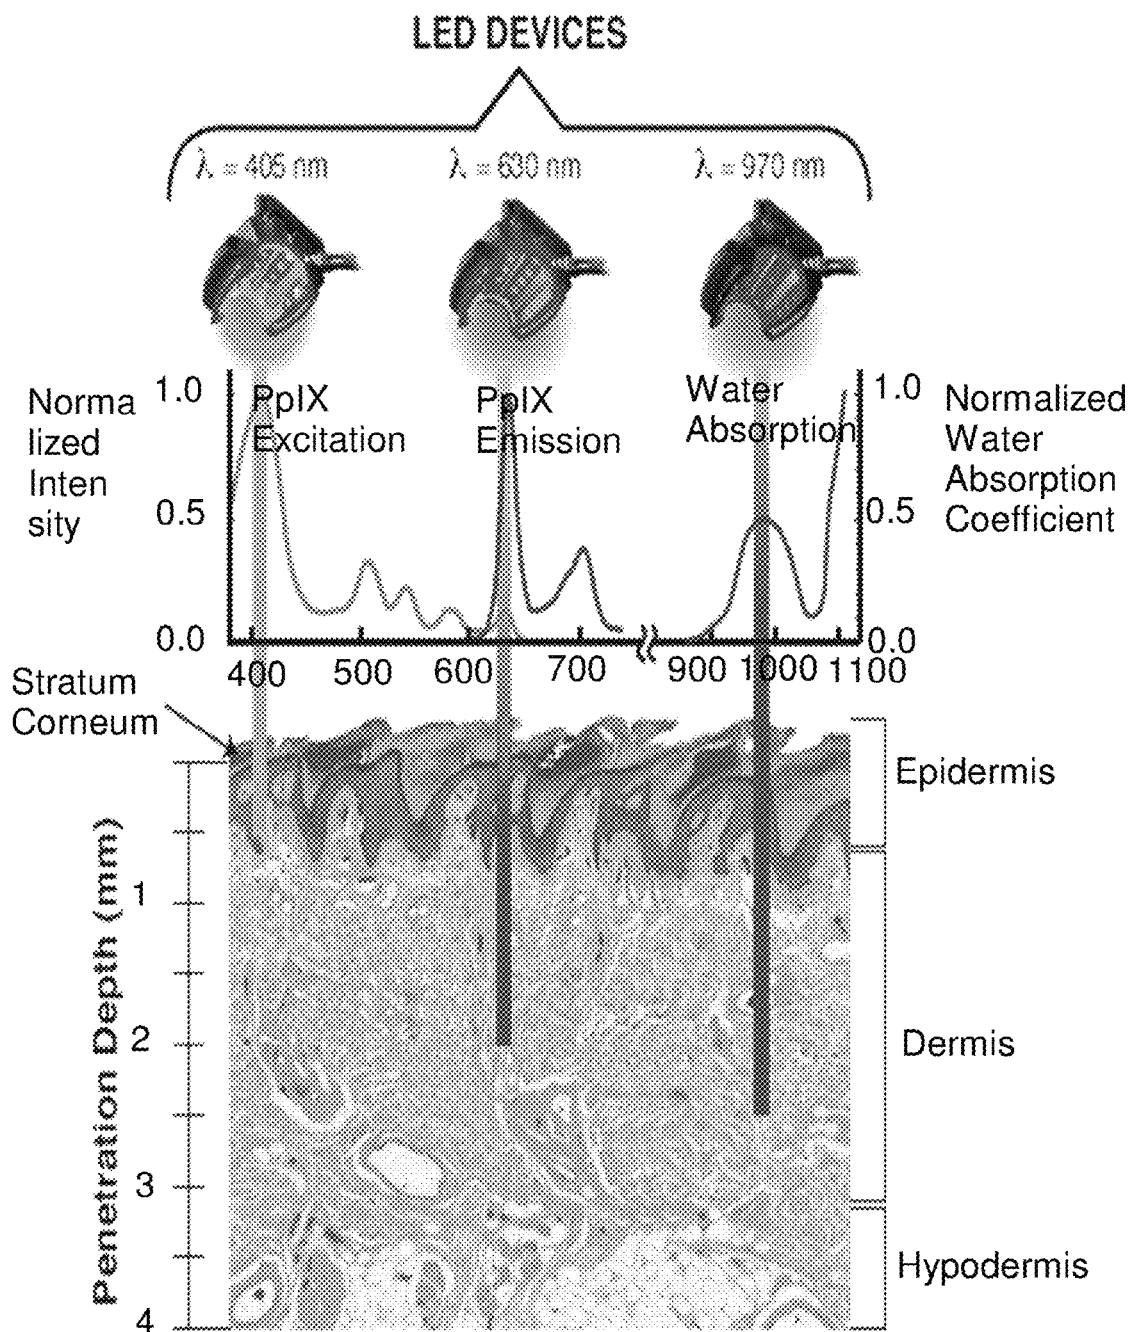 LED DEVICES
λ = 405 nm
λ = 630 nm
λ = 970 nm
Norma
lized
Inten
sity
1.0
0.5
0.0
PpIX
Excitation
PpIX
Emission
Water
Absorption
1.0
0.5
0.0
Normalized
Water
Absorption
Coefficient
400 500 600 700 900 1000 1100
Stratum
Corneum
Penetration Depth (mm)
1
2
3
4
Epidermis
Dermis
Hypodermis